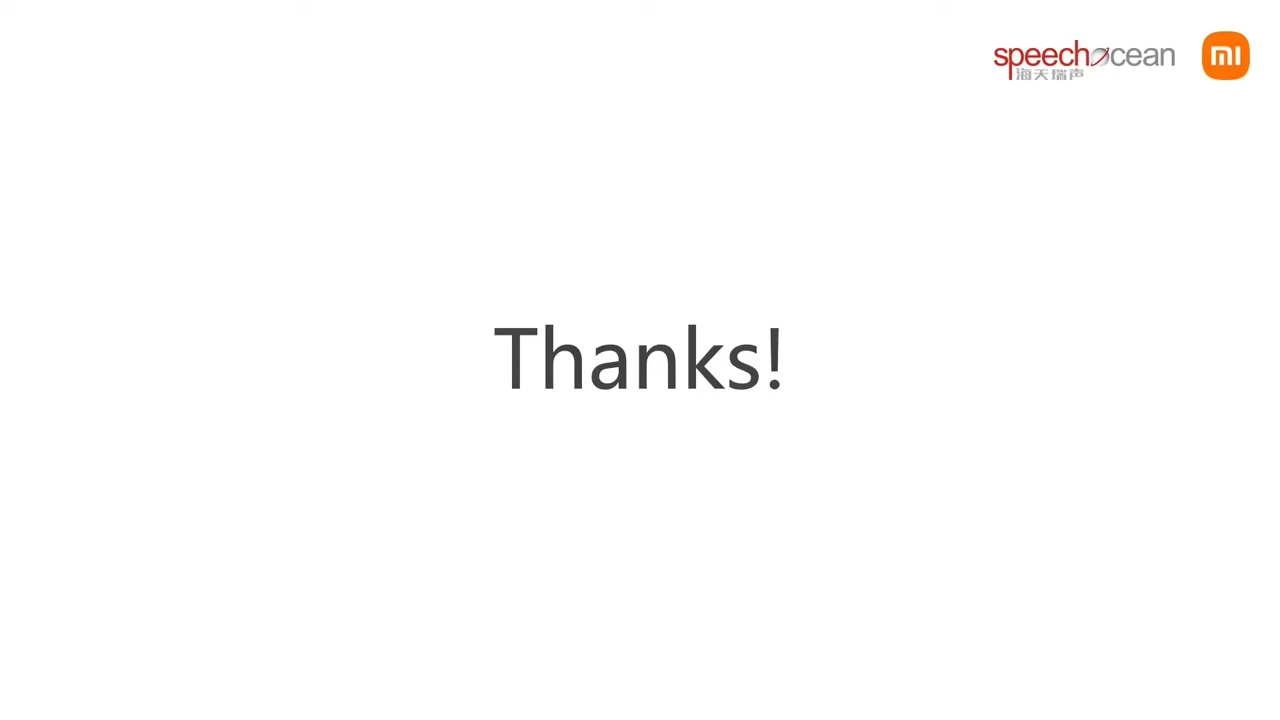 speechocean
海天瑞声
mi
Thanks!